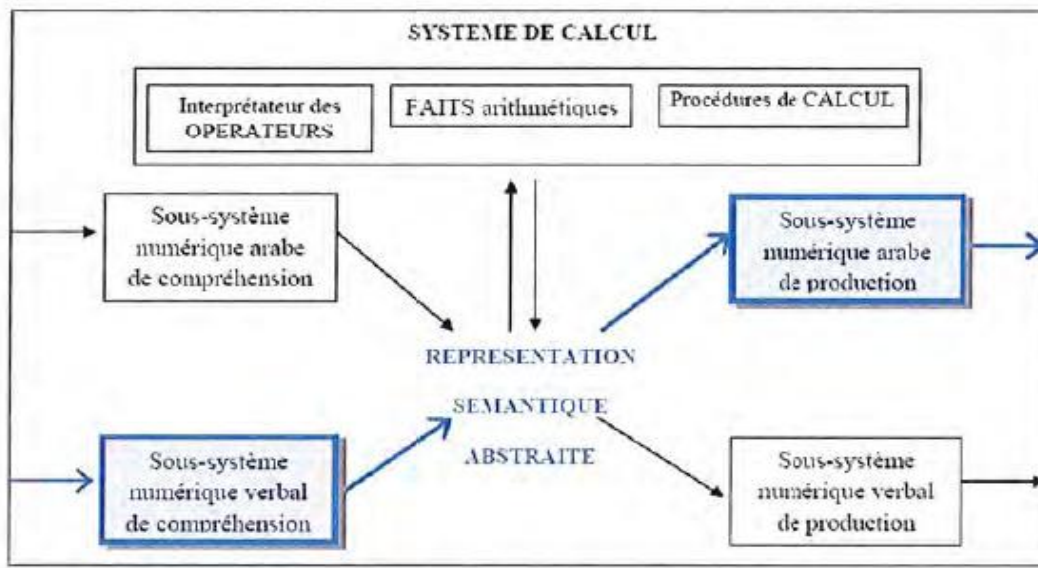 SYSTEME DE CALCUL
Interprétateur des
OPERATEURS
FAITS arithmétiques
Procédures de CALCUL
Sous-système
numérique arabe
de compréhension
Sous-système
numérique arabe
de production
REPRESENTATION
SEMANTIQUE
ABSTRAITE
Sous-système
numérique verbal
de compréhension
Sous-système
numérique verbal
de production